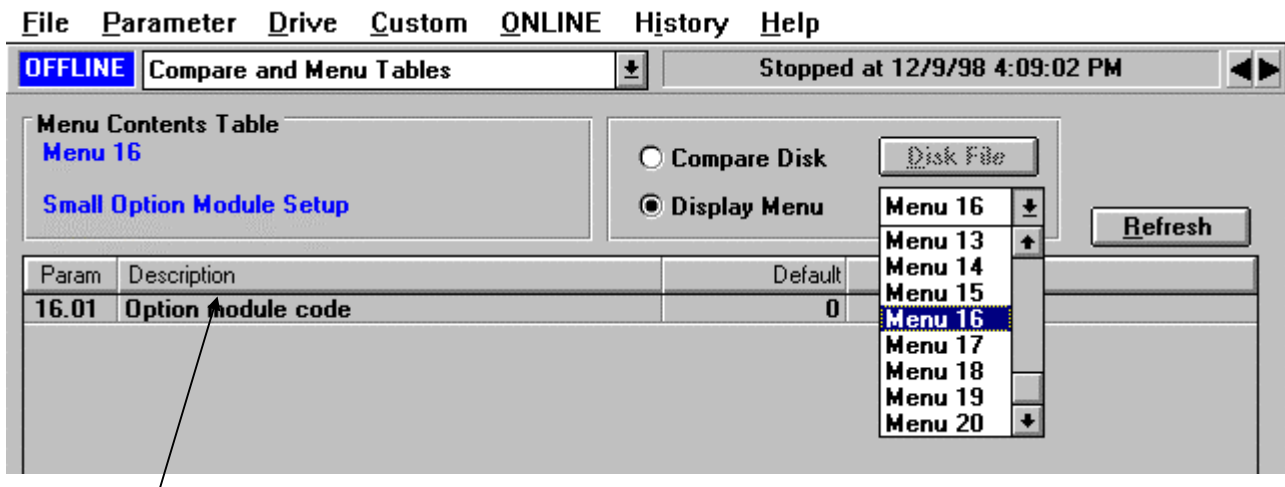 File Parameter Drive Custom ONLINE History Help
OFFLINE Compare and Menu Tables Stopped at 12/9/98 4:09:02 PM
Menu Contents Table
Menu 16
Small Option Module Setup
Compare Disk Disk File
Display Menu Menu 16
Refresh
Menu 13
Menu 14
Menu 15
Menu 16
Menu 17
Menu 18
Menu 19
Menu 20
Param Description Default
16.01 Option module code 0